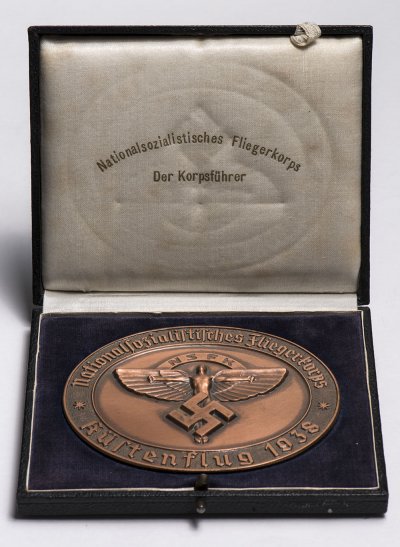 Nationalsozialistisches Fliegerkorps
Der Korpsführer
Nationalsozialistisches Fliegerkorps
NSFK
Küstenflug 1938